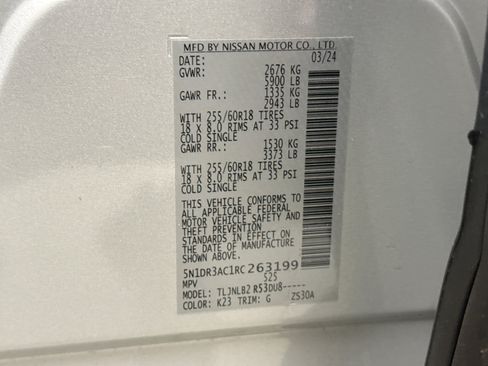 MFD BY NISSAN MOTOR CO., LTD.
DATE: 03/24
GVWR: 2676 KG
5900 LB
GAWR FR.: 1335 KG
2943 LB
WITH 255/60R18 TIRES
18 X 8.0 RIMS AT 33 PSI
COLD SINGLE
GAWR RR.: 1530 KG
3373 LB
WITH 255/60R18 TIRES
18 X 8.0 RIMS AT 33 PSI
COLD SINGLE
THIS VEHICLE CONFORMS TO
ALL APPLICABLE FEDERAL
MOTOR VEHICLE SAFETY AND
THEFT PREVENTION
STANDARDS IN EFFECT ON
THE DATE OF MANUFACTURE
SHOWN ABOVE.
5N1DR3AC1RC263199
MPV S2S
MODEL: TLJNLB2 R53DU8-----
COLOR: K23 TRIM: G ZS30A